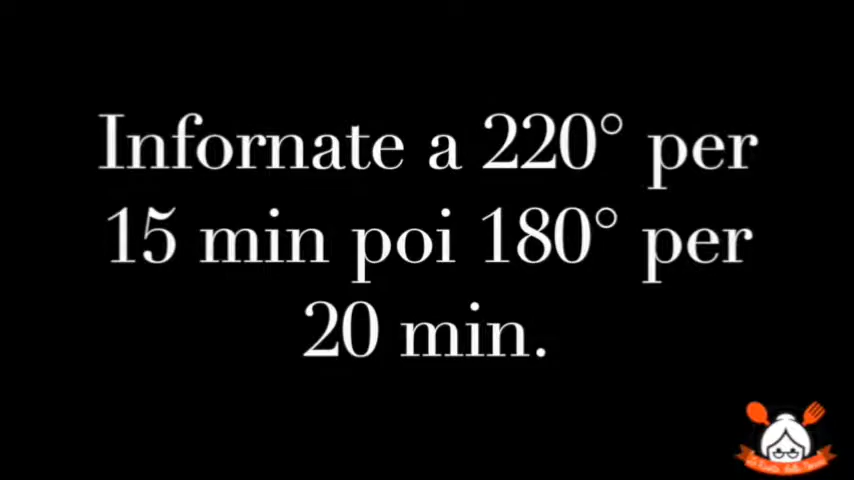 Infornate a 220° per
15 min poi 180° per
20 min.